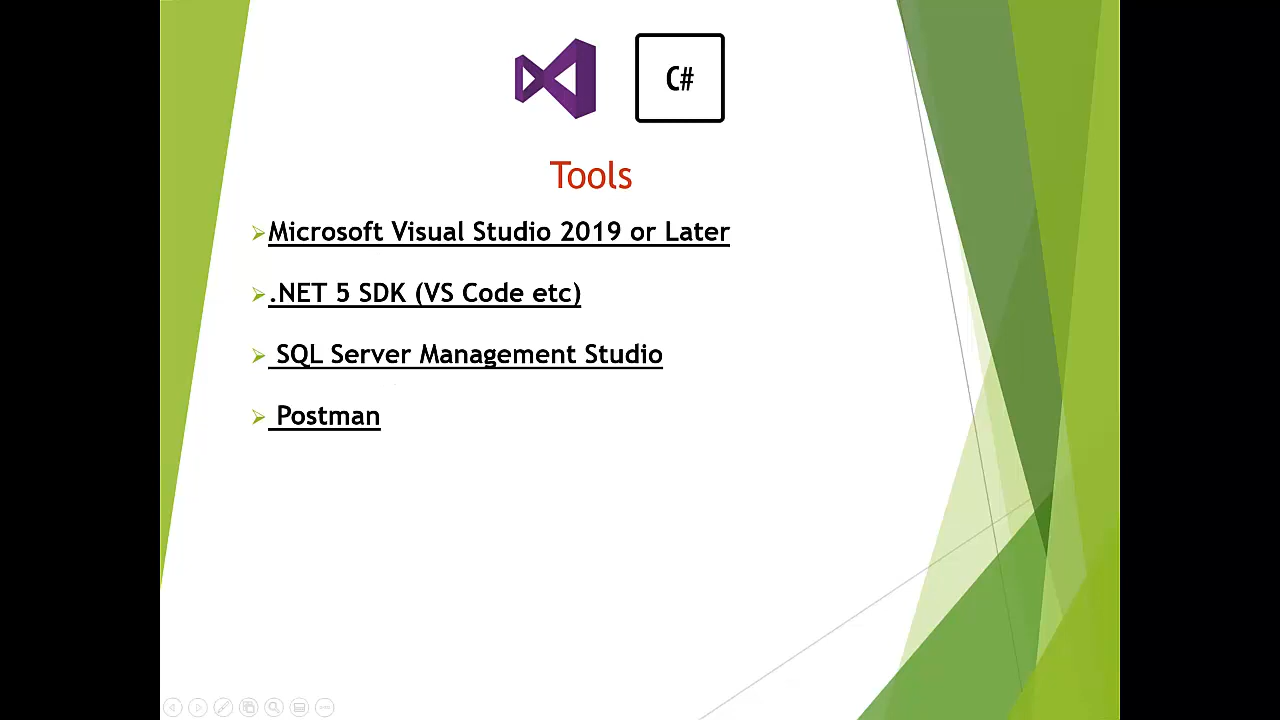 C#
Tools
Microsoft Visual Studio 2019 or Later
.NET 5 SDK (VS Code etc)
SQL Server Management Studio
Postman